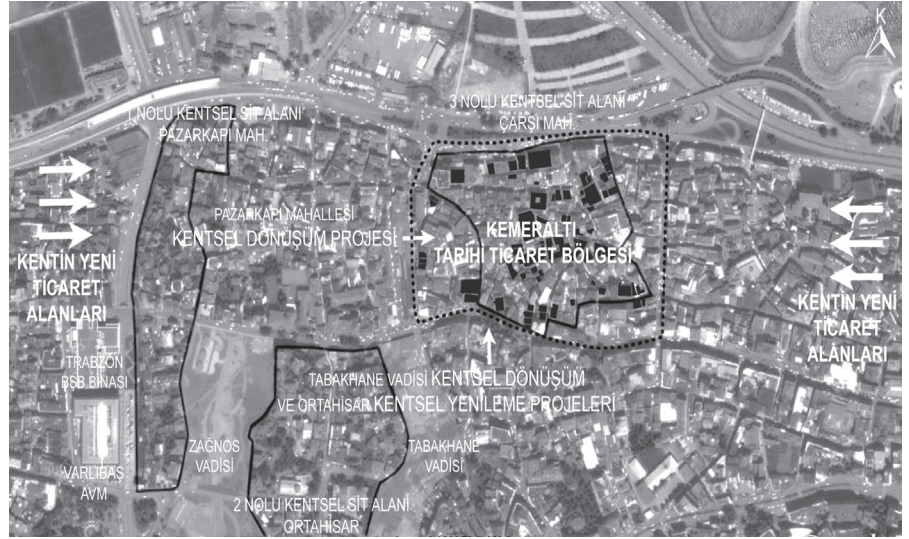 K
3 NOLU KENTSEL SİT ALANI
ÇARŞI MAH.
1 NOLU KENTSEL SİT ALANI
PAZARKAPI MAH.
PAZARKAPI MAHALLESİ
KENTSEL DÖNÜŞÜM PROJESİ
KEMERALTI
TARİHİ TİCARET BÖLGESİ
KENTİN YENİ
TİCARET
ALANLARI
KENTİN YENİ
TİCARET
ALANLARI
TRABZON
BŞB BİNASI
TABAKHANE VADİSİ KENTSEL DÖNÜŞÜM
VE ORTAHİSAR KENTSEL YENİLEME PROJELERİ
ZAĞNOS
VADİSİ
TABAKHANE
VADİSİ
VARLIBAŞ
AVM
2 NOLU KENTSEL SİT ALANI
ORTAHİSAR